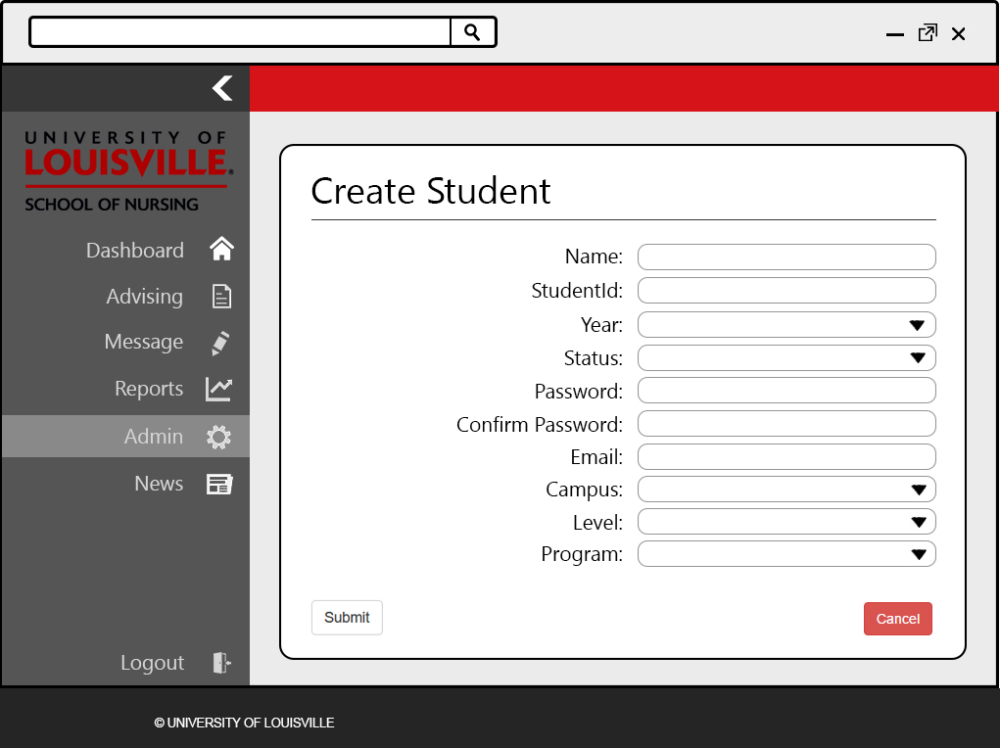 UNIVERSITY OF
LOUISVILLE.
SCHOOL OF NURSING
Dashboard
Advising
Message
Reports
Admin
News
Logout
Create Student
Name:
StudentId:
Year:
Status:
Password:
Confirm Password:
Email:
Campus:
Level:
Program:
Submit
Cancel
© UNIVERSITY OF LOUISVILLE